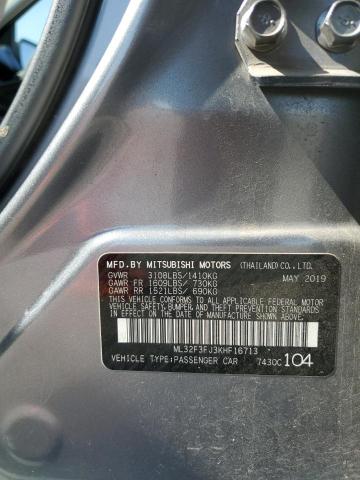 MFD.BY MITSUBISHI MOTORS (THAILAND) CO., LTD.
GVWR 3108LBS/1410KG MAY 2019
GAWR FR 1609LBS/ 730KG
GAWR RR 1521LBS/ 690KG
THIS VEHICLE CONFORMS TO ALL APPLICABLE FEDERAL MOTOR
VEHICLE SAFETY, BUMPER, AND THEFT PREVENTION STANDARDS
IN EFFECT ON THE DATE OF MANUFACTURE SHOWN ABOVE.
ML32F3FJ3KHF16713
VEHICLE TYPE:PASSENGER CAR 7430C 104